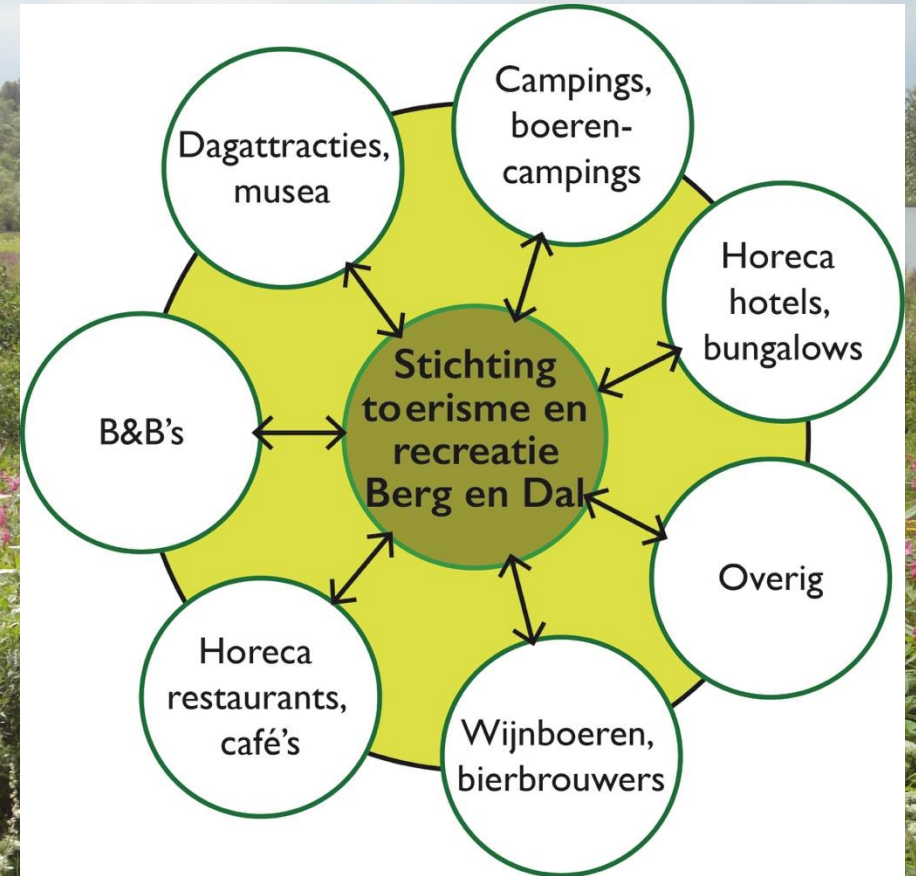 Campings,
boeren-
campings
Dagattracties,
musea
Horeca
hotels,
bungalows
Stichting
toerisme en
recreatie
Berg en Dal
B&B's
Overig
Horeca
restaurants,
café's
Wijnboeren,
bierbrouwers